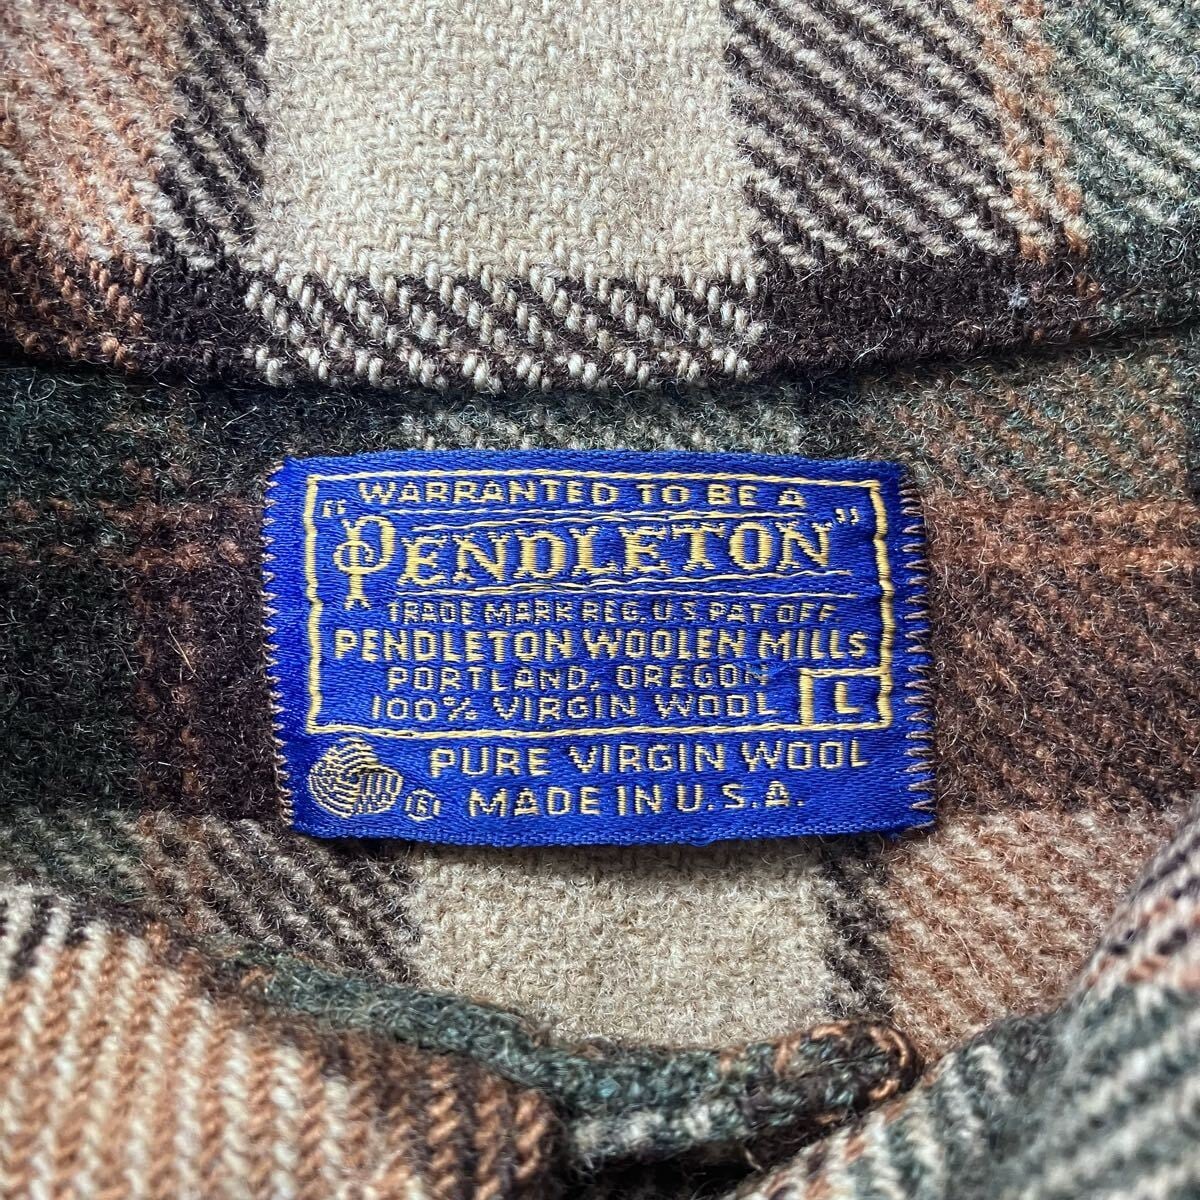 WARRANTED TO BE A
"PENDLETON"
TRADE MARK REG. U.S. PAT. OFF.
PENDLETON WOOLEN MILLS
PORTLAND, OREGON
100% VIRGIN WOOL L
PURE VIRGIN WOOL
R MADE IN U.S.A.